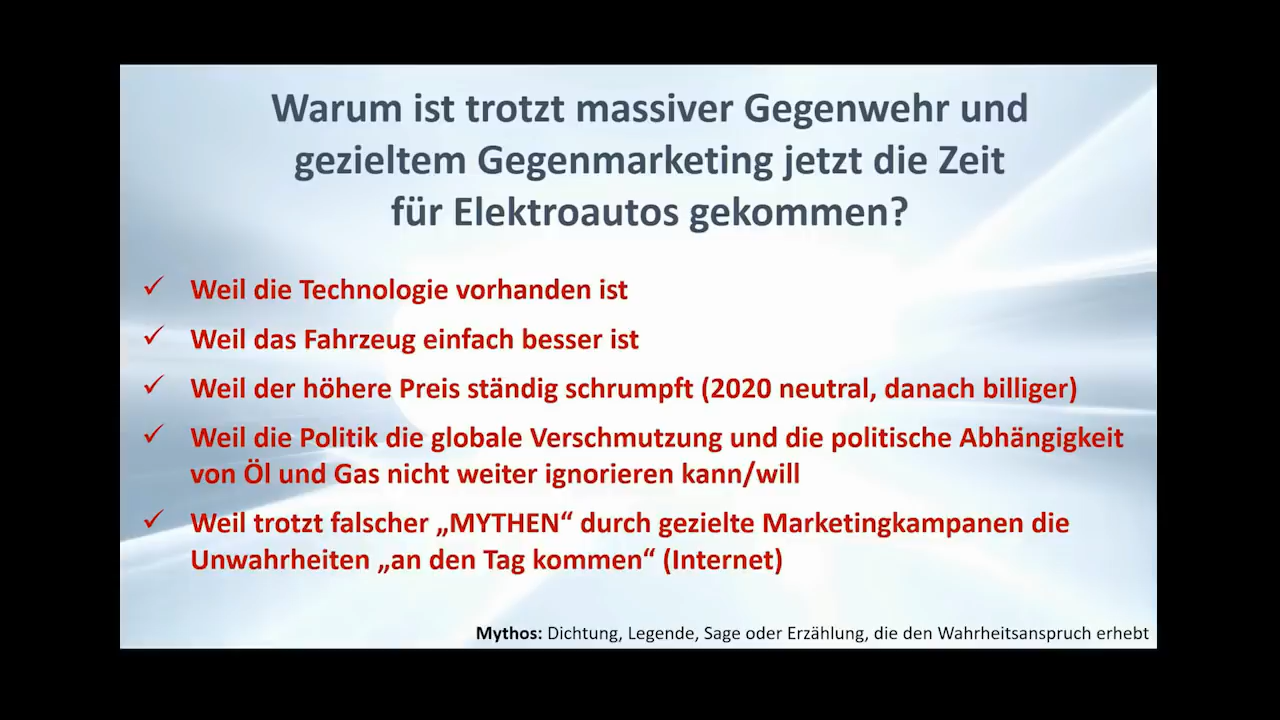 Warum ist trotzt massiver Gegenwehr und
gezieltem Gegenmarketing jetzt die Zeit
für Elektroautos gekommen?
✓ Weil die Technologie vorhanden ist
✓ Weil das Fahrzeug einfach besser ist
✓ Weil der höhere Preis ständig schrumpft (2020 neutral, danach billiger)
✓ Weil die Politik die globale Verschmutzung und die politische Abhängigkeit
von Öl und Gas nicht weiter ignorieren kann/will
✓ Weil trotzt falscher „MYTHEN“ durch gezielte Marketingkampanen die
Unwahrheiten „an den Tag kommen“ (Internet)
Mythos: Dichtung, Legende, Sage oder Erzählung, die den Wahrheitsanspruch erhebt